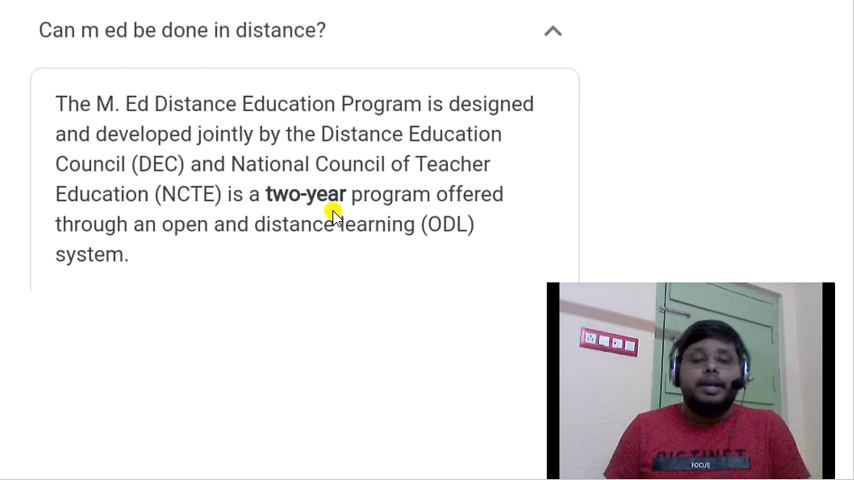 Can m ed be done in distance?
The M. Ed Distance Education Program is designed
and developed jointly by the Distance Education
Council (DEC) and National Council of Teacher
Education (NCTE) is a two-year program offered
through an open and distance learning (ODL)
system.
FOCUS